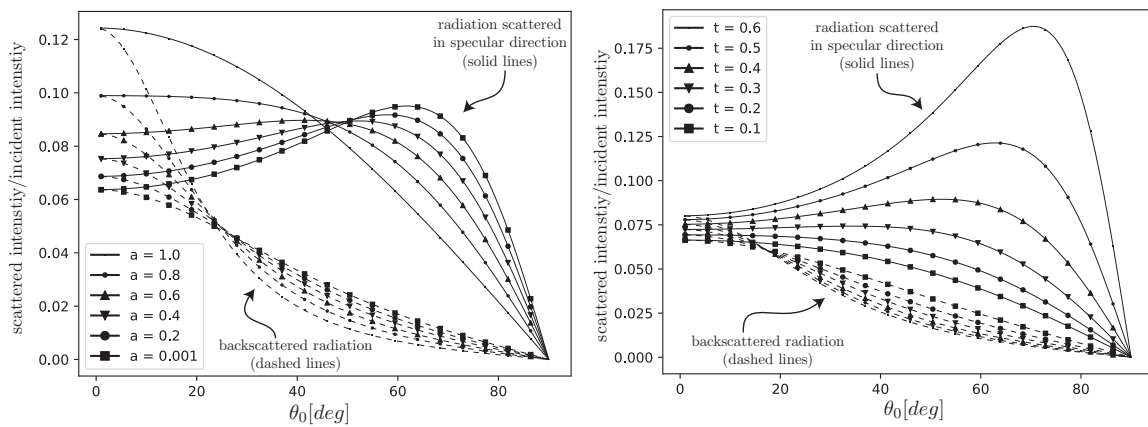 scattered intenstiy/incident intenstiy
0.12
0.10
0.08
0.06
0.04
0.02
0.00
radiation scattered
in specular direction
(solid lines)
a = 1.0
a = 0.8
a = 0.6
a = 0.4
a = 0.2
a = 0.001
backscattered radiation
(dashed lines)
0 20 40 60 80
θ₀[deg]
scattered intenstiy/incident intenstiy
0.175
0.150
0.125
0.100
0.075
0.050
0.025
0.000
t = 0.6
t = 0.5
t = 0.4
t = 0.3
t = 0.2
t = 0.1
radiation scattered
in specular direction
(solid lines)
backscattered radiation
(dashed lines)
0 20 40 60 80
θ₀[deg]